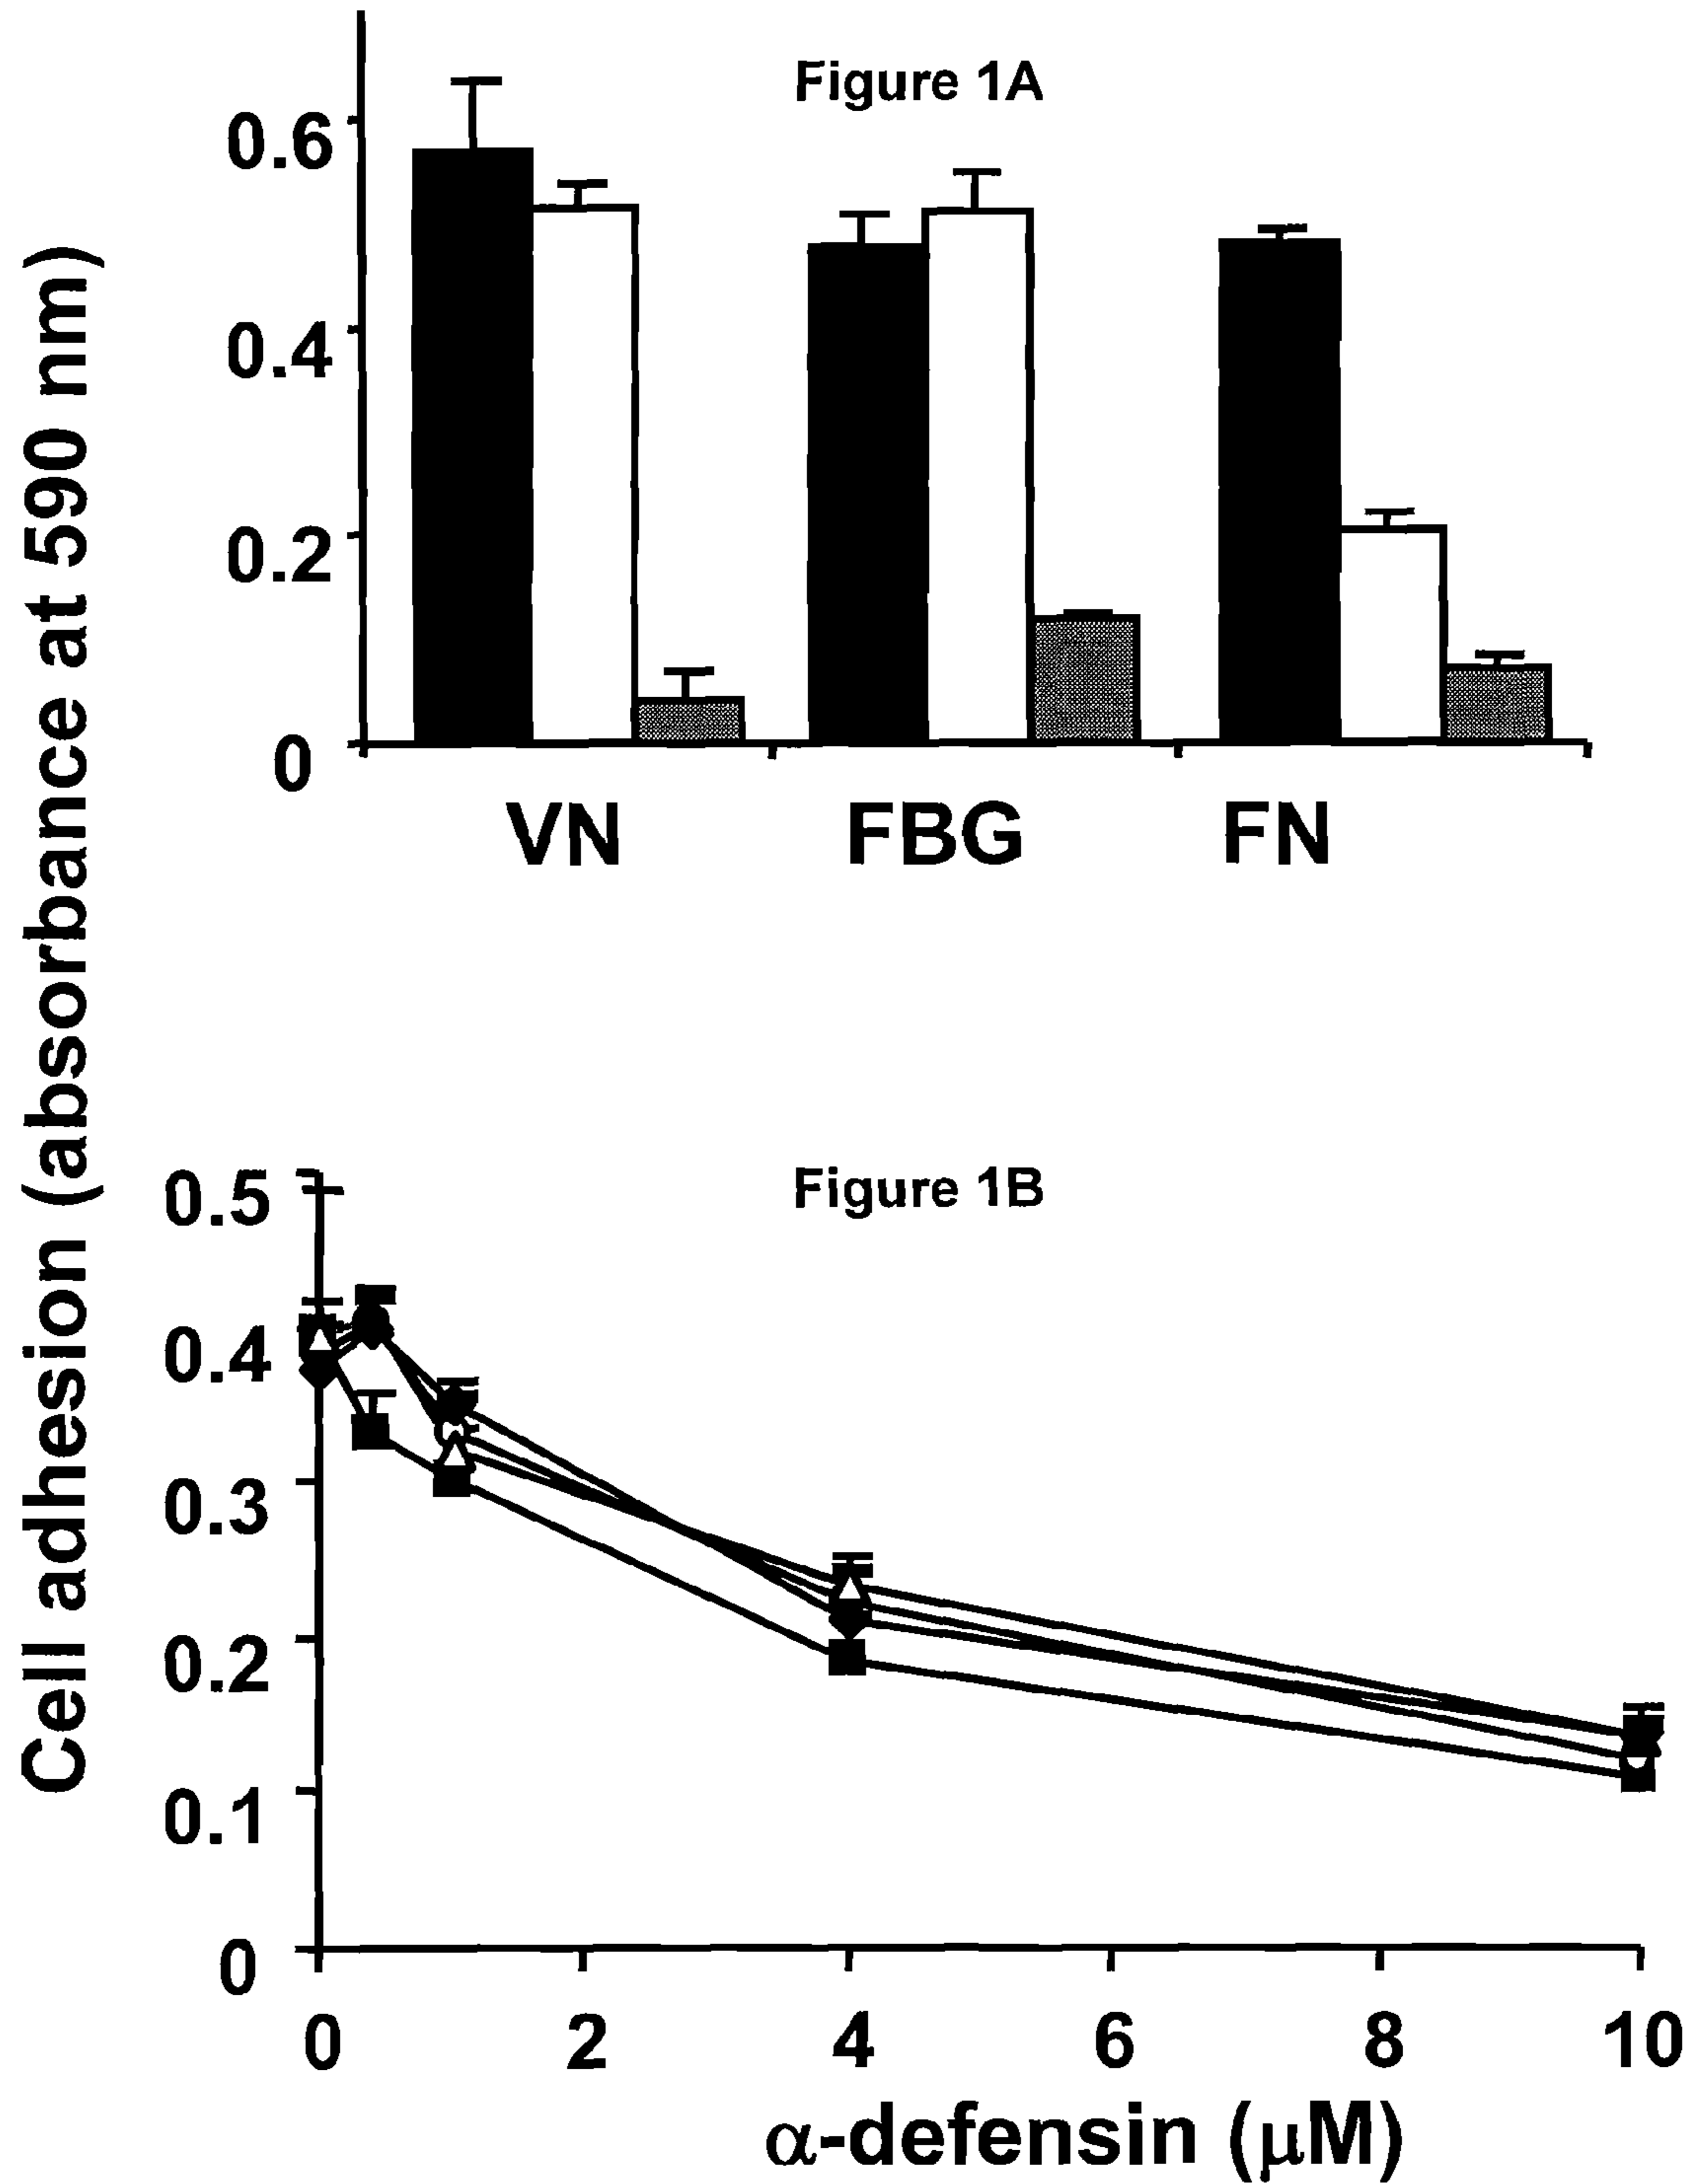 Cell adhesion (absorbance at 590 nm)
Figure 1A
0.6
0.4
0.2
0
VN FBG FN
Figure 1B
0.5
0.4
0.3
0.2
0.1
0
0 2 4 6 8 10
α-defensin (μM)